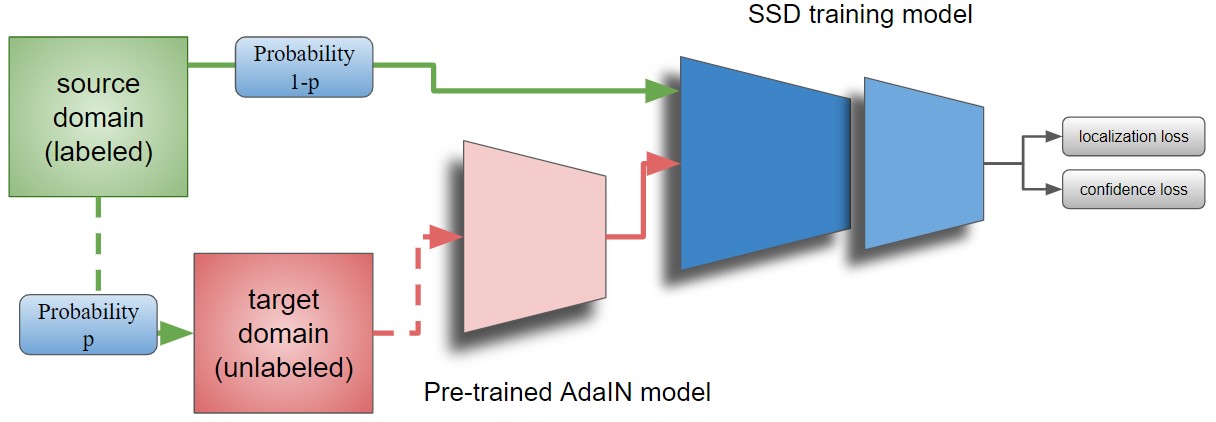 SSD training model
source
domain
(labeled)
Probability
1-p
localization loss
confidence loss
Probability
p
target
domain
(unlabeled)
Pre-trained AdaIN model